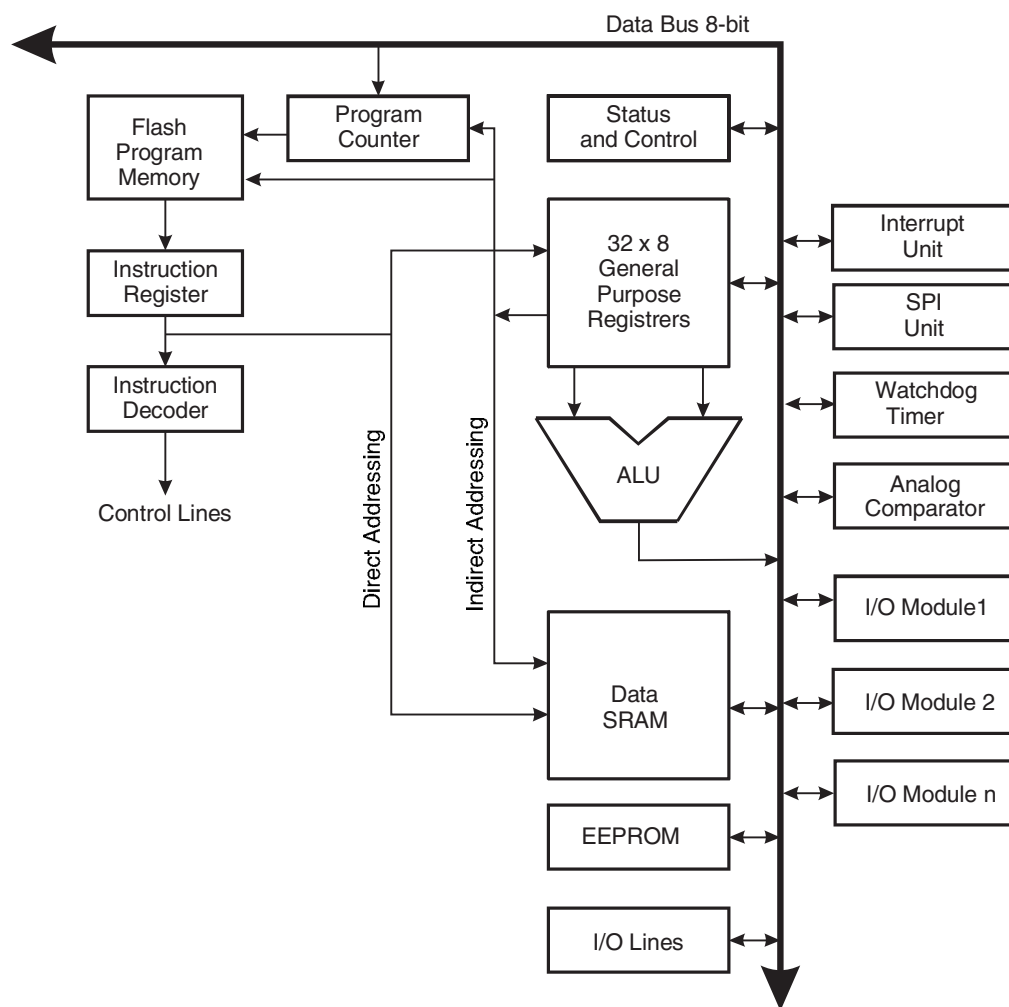 Data Bus 8-bit
Flash
Program
Memory
Program
Counter
Status
and Control
Instruction
Register
32 x 8
General
Purpose
Registrers
Interrupt
Unit
SPI
Unit
Instruction
Decoder
Watchdog
Timer
Control Lines
Direct Addressing
Indirect Addressing
ALU
Analog
Comparator
I/O Module1
Data
SRAM
I/O Module 2
I/O Module n
EEPROM
I/O Lines